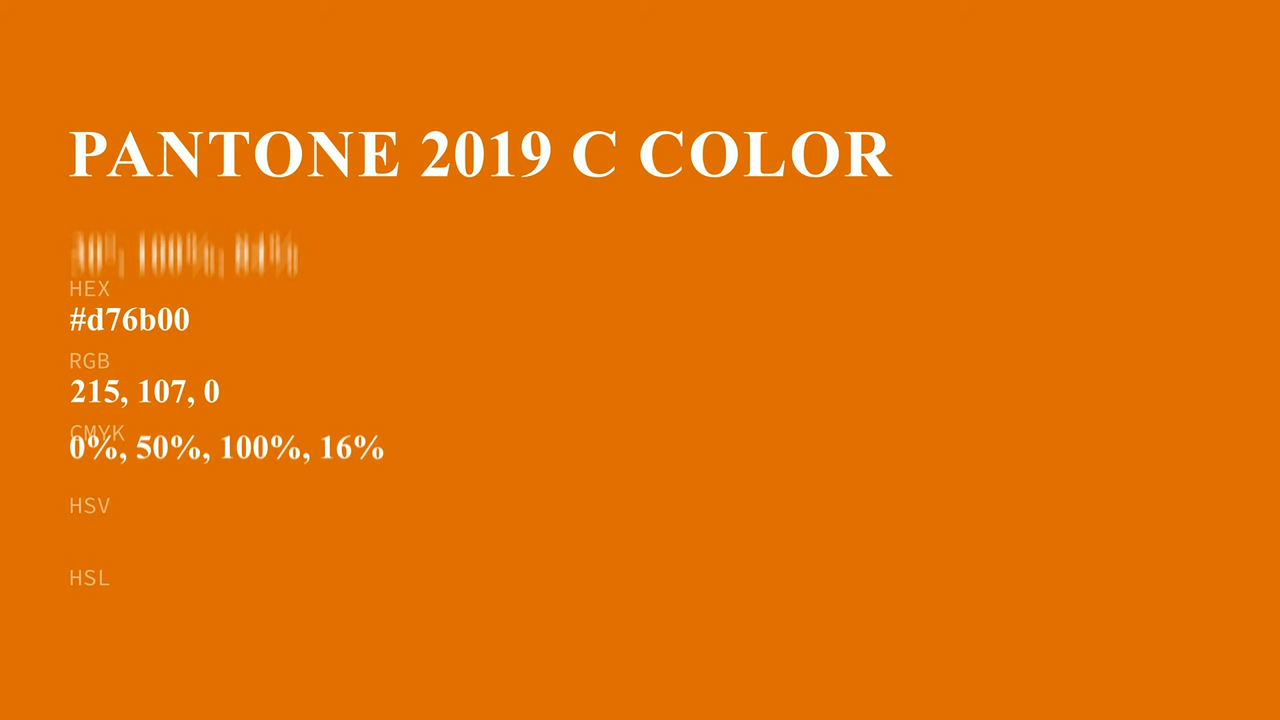 PANTONE 2019 C COLOR
HEX
#d76b00
RGB
215, 107, 0
CMYK
0%, 50%, 100%, 16%
HSV
HSL